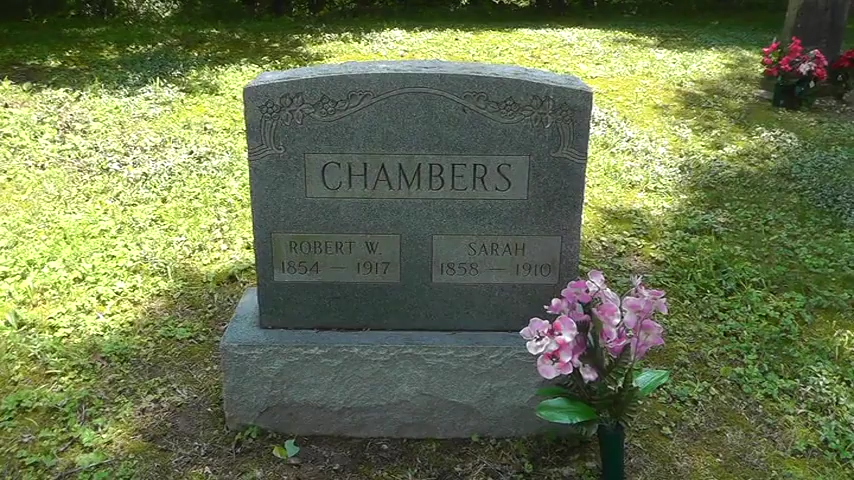 CHAMBERS
ROBERT W.
1854 — 1917
SARAH
1858 — 1910